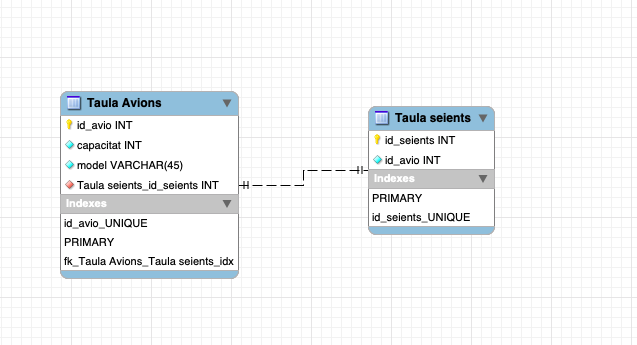 Taula Avions
id_avio INT
capacitat INT
model VARCHAR(45)
Taula seients_id_seients INT
Indexes
id_avio_UNIQUE
PRIMARY
fk_Taula Avions_Taula seients_idx
Taula seients
id_seients INT
id_avio INT
Indexes
PRIMARY
id_seients_UNIQUE